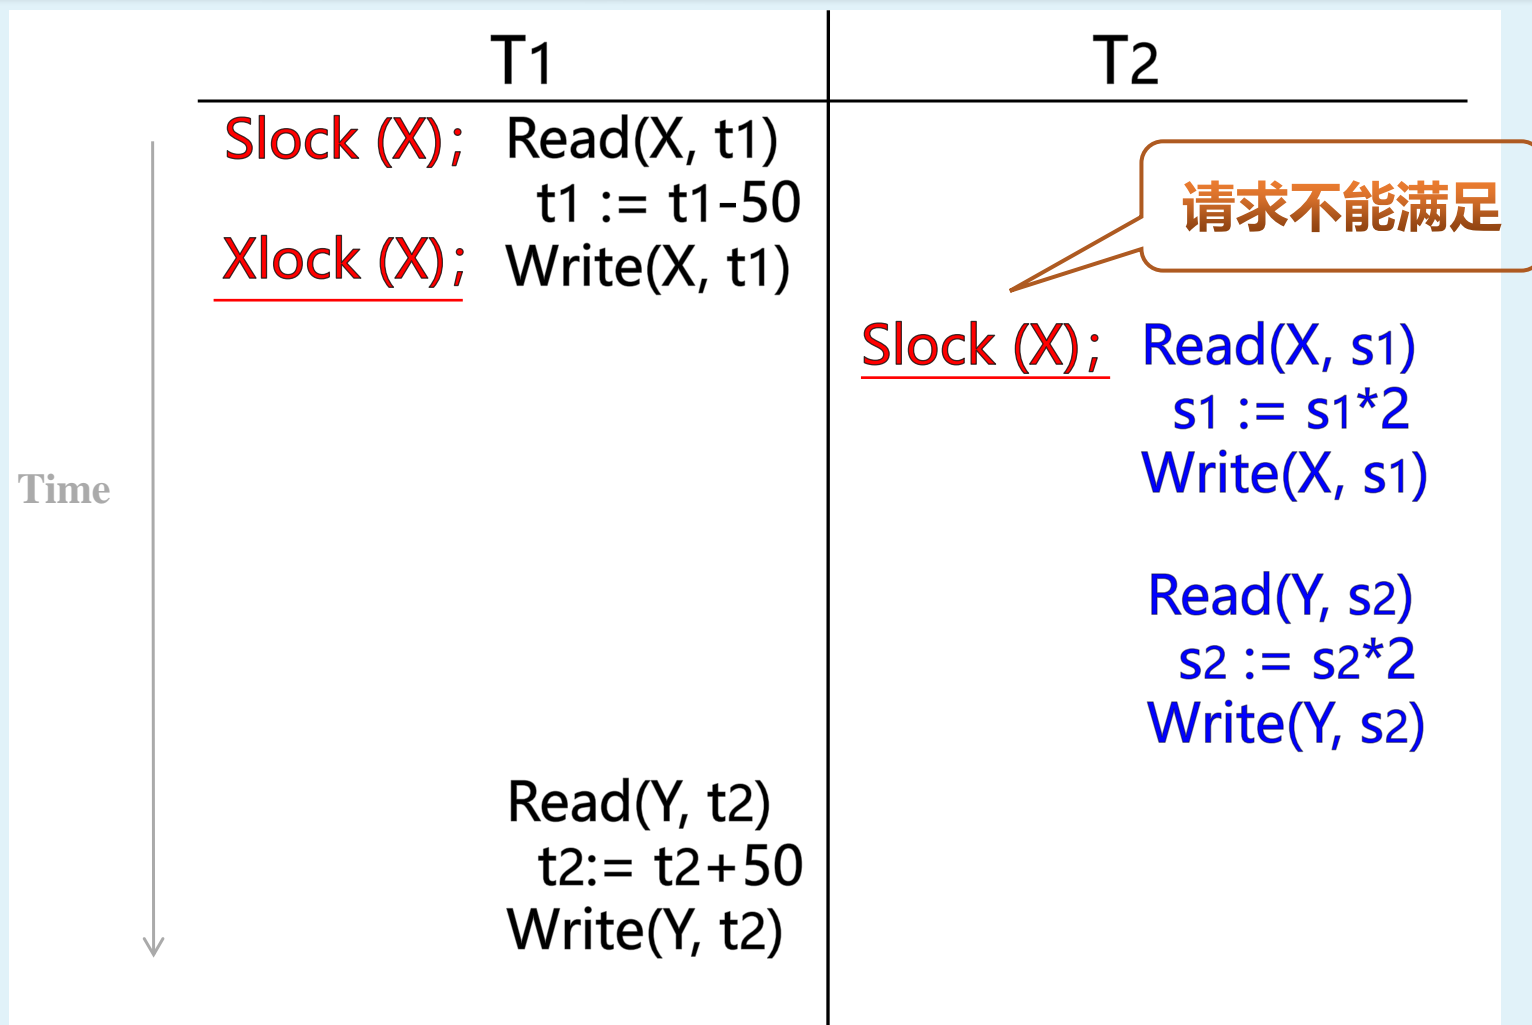 T1 T2
Slock (X); Read(X, t1)
t1 := t1-50
Xlock (X); Write(X, t1)
请求不能满足
Slock (X); Read(X, s1)
s1 := s1*2
Write(X, s1)
Time
Read(Y, s2)
s2 := s2*2
Write(Y, s2)
Read(Y, t2)
t2:= t2+50
Write(Y, t2)